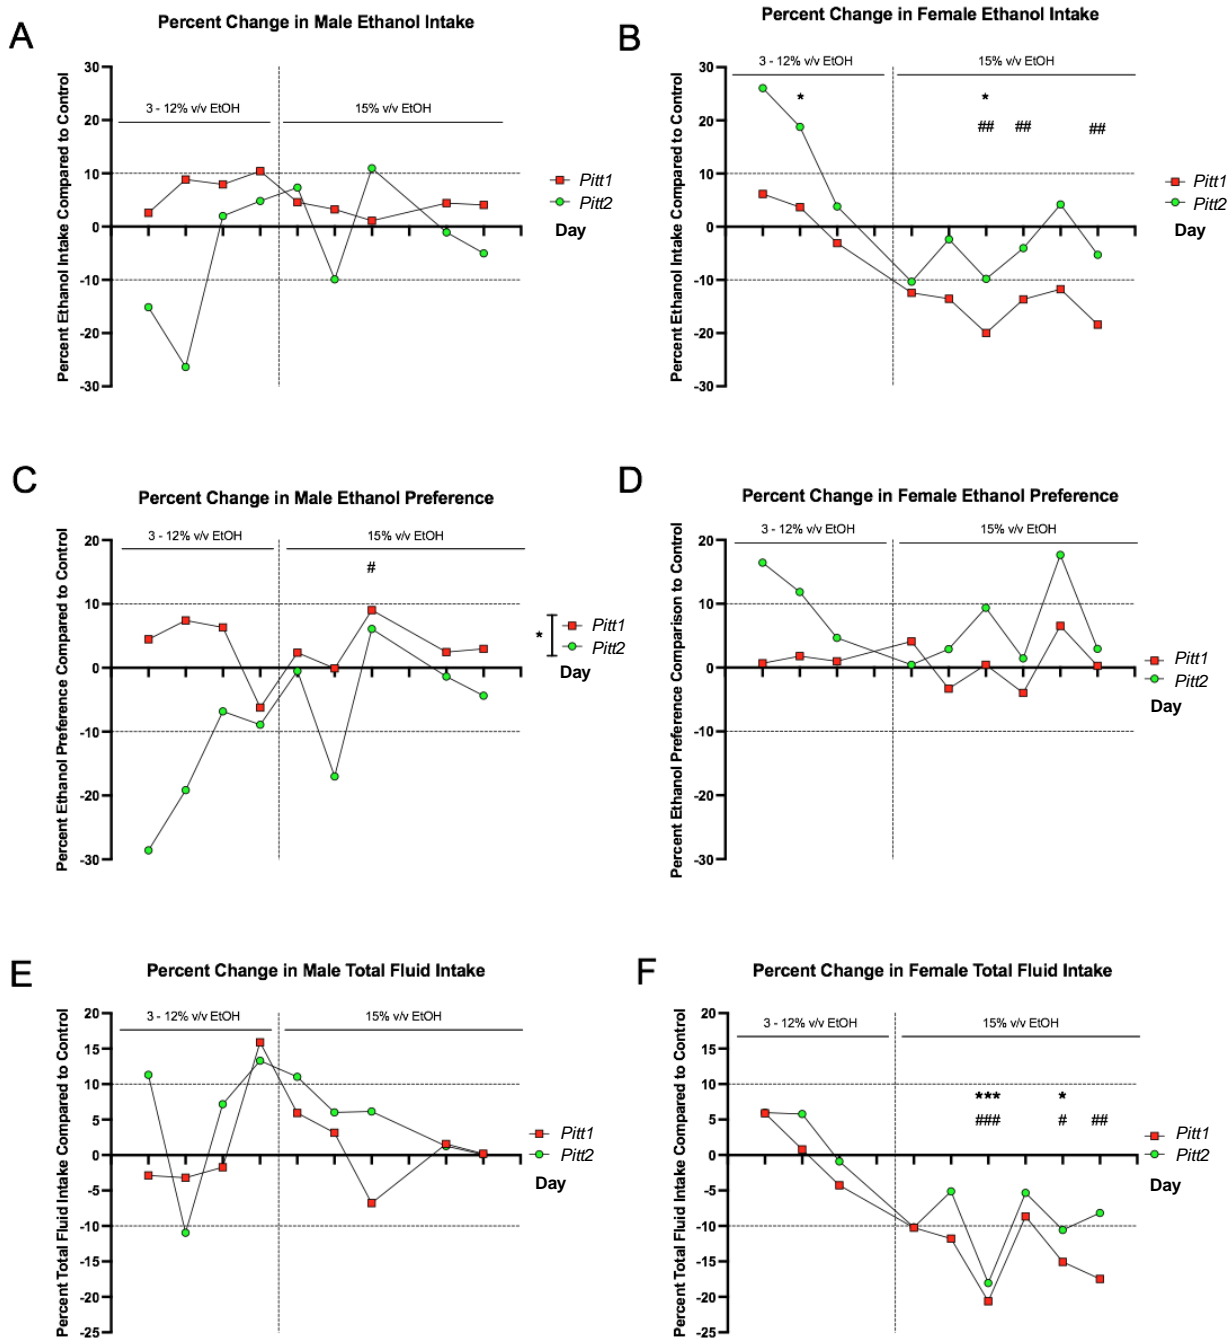 A
Percent Change in Male Ethanol Intake
Percent Ethanol Intake Compared to Control
30
20
10
0
-10
-20
-30
3 - 12% v/v EtOH
15% v/v EtOH
Pitt1
Pitt2
Day
B
Percent Change in Female Ethanol Intake
Percent Ethanol Intake Compared to Control
30
20
10
0
-10
-20
-30
3 - 12% v/v EtOH
15% v/v EtOH
* *
## ## ##
Pitt1
Pitt2
Day
C
Percent Change in Male Ethanol Preference
Percent Ethanol Preference Compared to Control
20
10
0
-10
-20
-30
3 - 12% v/v EtOH
15% v/v EtOH
#
*
Pitt1
Pitt2
Day
D
Percent Change in Female Ethanol Preference
Percent Ethanol Preference Comparison to Control
20
10
0
-10
-20
-30
3 - 12% v/v EtOH
15% v/v EtOH
Pitt1
Pitt2
Day
E
Percent Change in Male Total Fluid Intake
Percent Total Fluid Intake Compared to Control
20
15
10
5
0
-5
-10
-15
-20
-25
3 - 12% v/v EtOH
15% v/v EtOH
Pitt1
Pitt2
Day
F
Percent Change in Female Total Fluid Intake
Percent Total Fluid Intake Compared to Control
20
15
10
5
0
-5
-10
-15
-20
-25
3 - 12% v/v EtOH
15% v/v EtOH
*** *
### # ##
Pitt1
Pitt2
Day